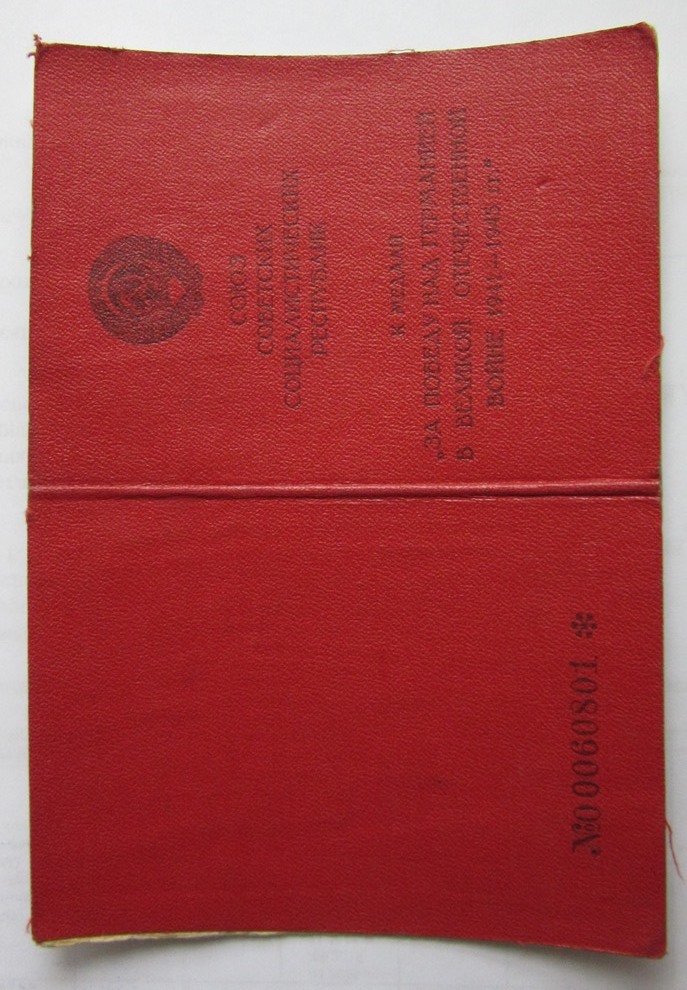 СОЮЗ
СОВЕТСКИХ
СОЦИАЛИСТИЧЕСКИХ
РЕСПУБЛИК
К МЕДАЛИ
„ЗА ПОБЕДУ НАД ГЕРМАНИЕЙ
В ВЕЛИКОЙ ОТЕЧЕСТВЕННОЙ
ВОЙНЕ 1941—1945 гг.“
№0060801 *